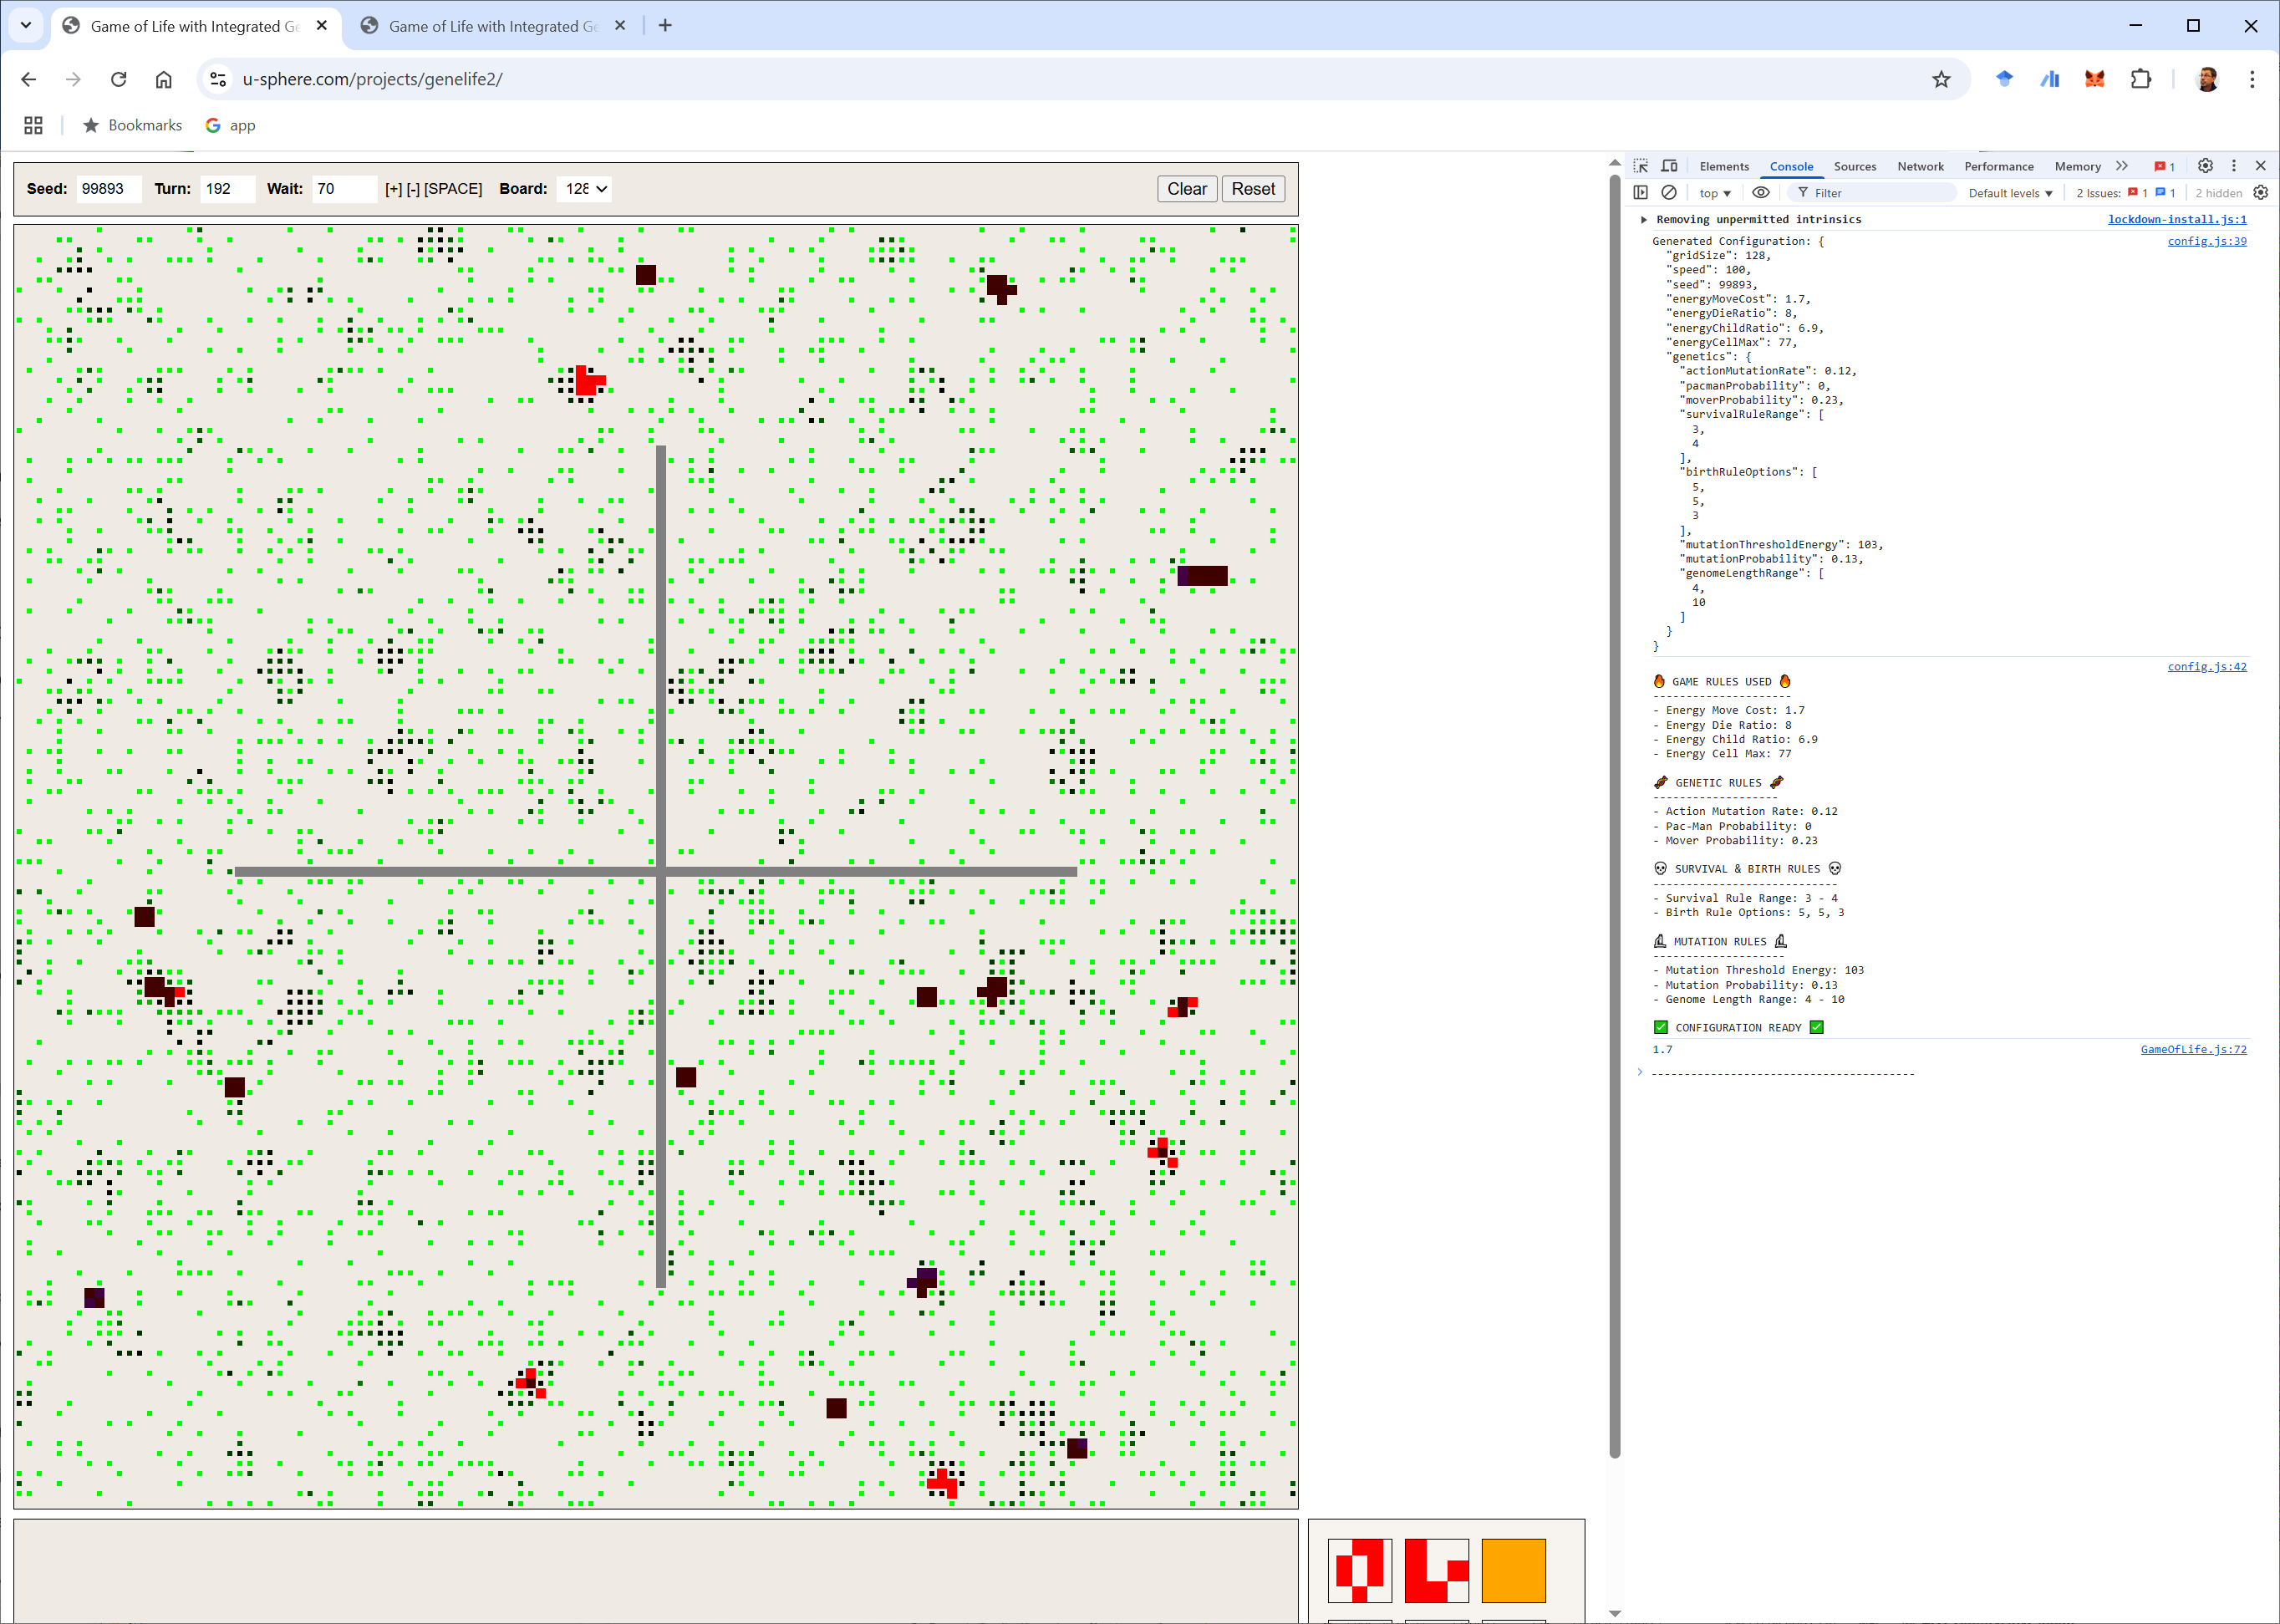 Game of Life with Integrated Ge
Game of Life with Integrated Ge
u-sphere.com/projects/genelife2/
Bookmarks
app
Seed: 99893 Turn: 192 Wait: 70 [+] [-] [SPACE] Board: 128 Clear Reset
Elements Console Sources Network Performance Memory 1
top Filter Default levels 2 Issues: 1 1 2 hidden
Removing unpermitted intrinsics lockdown-install.js:1
Generated Configuration: { config.js:39
"gridSize": 128,
"speed": 100,
"seed": 99893,
"energyMoveCost": 1.7,
"energyDieRatio": 8,
"energyChildRatio": 6.9,
"energyCellMax": 77,
"genetics": {
"actionMutationRate": 0.12,
"pacmanProbability": 0,
"moverProbability": 0.23,
"survivalRuleRange": [
3,
4
],
"birthRuleOptions": [
5,
5,
3
],
"mutationThresholdEnergy": 103,
"mutationProbability": 0.13,
"genomeLengthRange": [
4,
10
]
}
}
config.js:42
🔥 GAME RULES USED 🔥
---------------------
- Energy Move Cost: 1.7
- Energy Die Ratio: 8
- Energy Child Ratio: 6.9
- Energy Cell Max: 77
🧬 GENETIC RULES 🧬
-------------------
- Action Mutation Rate: 0.12
- Pac-Man Probability: 0
- Mover Probability: 0.23
💀 SURVIVAL & BIRTH RULES 💀
----------------------------
- Survival Rule Range: 3 - 4
- Birth Rule Options: 5, 5, 3
🔬 MUTATION RULES 🔬
--------------------
- Mutation Threshold Energy: 103
- Mutation Probability: 0.13
- Genome Length Range: 4 - 10
✅ CONFIGURATION READY ✅
1.7 GameOfLife.js:72
----------------------------------------